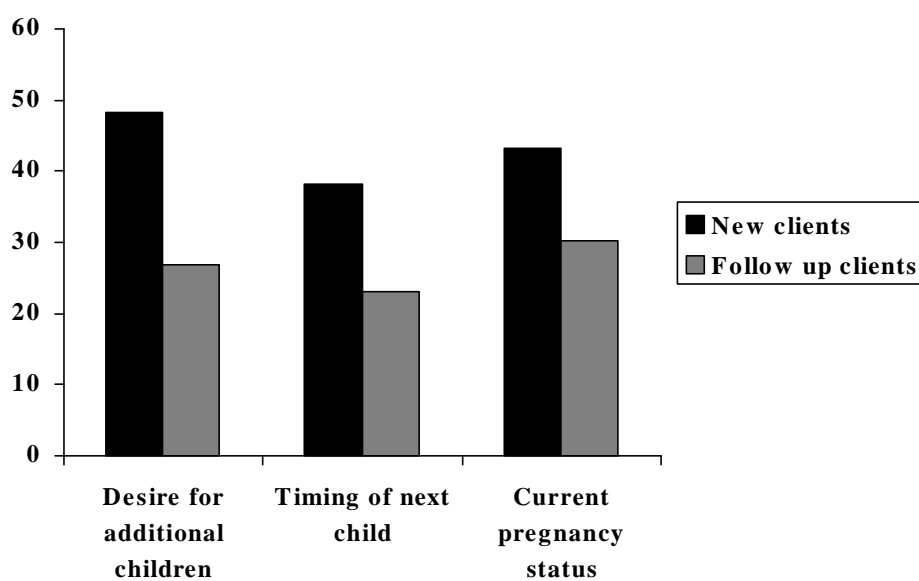 60
50
40
30
20
10
0
Desire for
additional
children
Timing of next
child
Current
pregnancy
status
New clients
Follow up clients